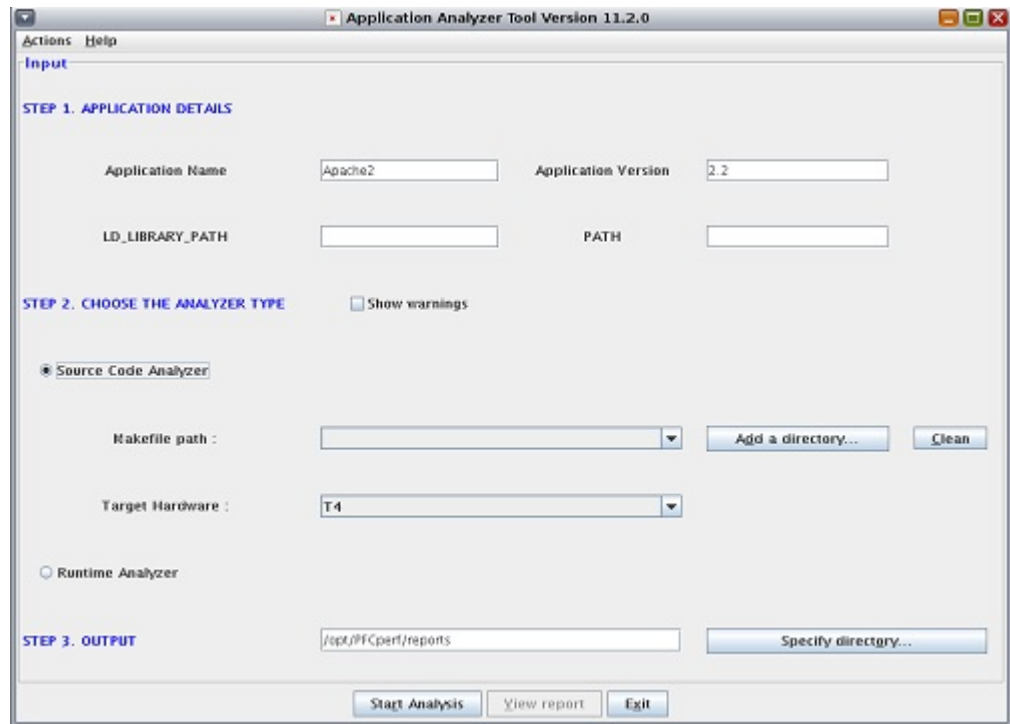 Application Analyzer Tool Version 11.2.0
Actions Help
Input
STEP 1. APPLICATION DETAILS
Application Name Apache2 Application Version 2.2
LD_LIBRARY_PATH PATH
STEP 2. CHOOSE THE ANALYZER TYPE Show warnings
Source Code Analyzer
Makefile path : Add a directory... Clean
Target Hardware : T4
Runtime Analyzer
STEP 3. OUTPUT /opt/PFCperf/reports Specify directory...
Start Analysis View report Exit